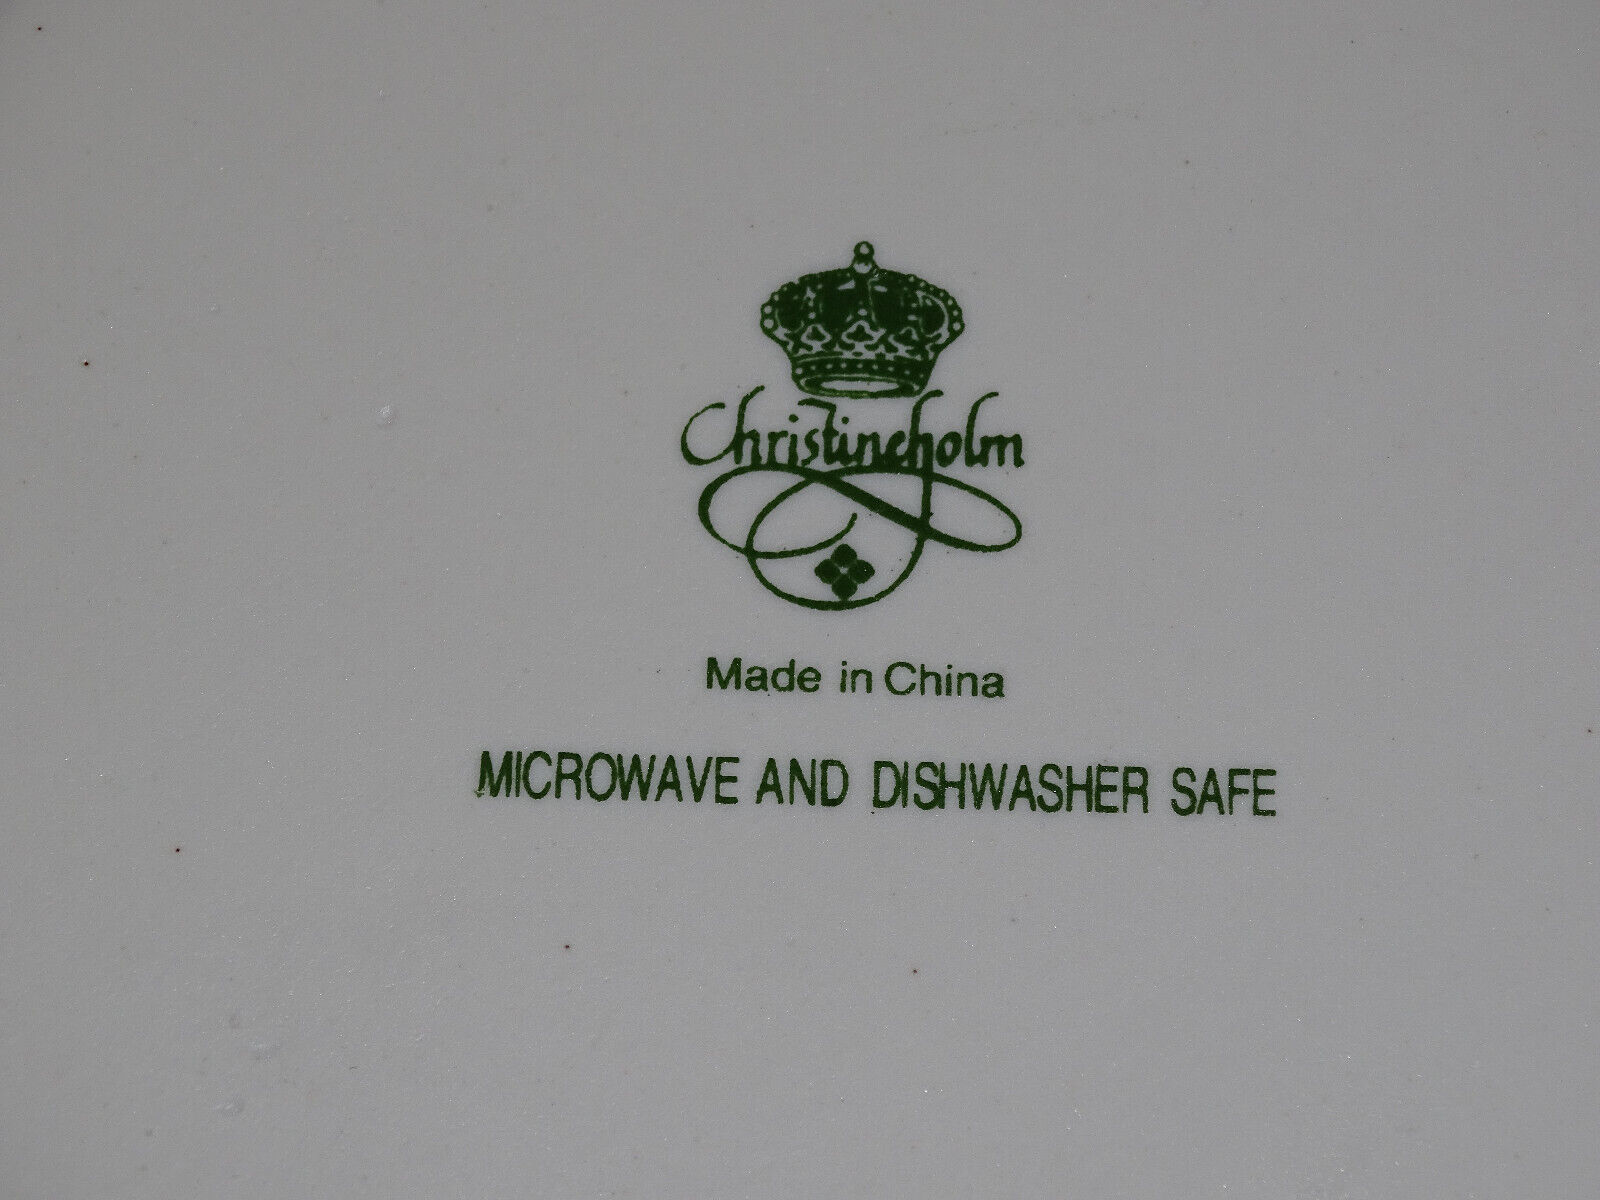 Christineholm
Made in China
MICROWAVE AND DISHWASHER SAFE